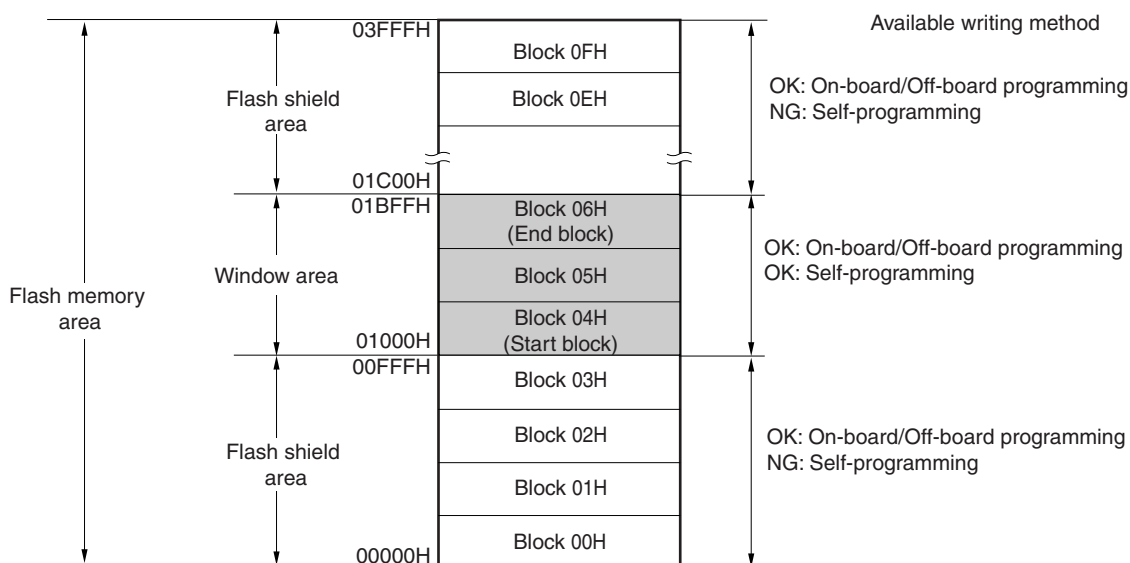 Available writing method
03FFFH
Block 0FH
Block 0EH
Flash shield
area
OK: On-board/Off-board programming
NG: Self-programming
01C00H
01BFFH
Block 06H
(End block)
Block 05H
Block 04H
(Start block)
Window area
OK: On-board/Off-board programming
OK: Self-programming
Flash memory
area
01000H
00FFFH
Block 03H
Block 02H
Block 01H
Block 00H
Flash shield
area
OK: On-board/Off-board programming
NG: Self-programming
00000H